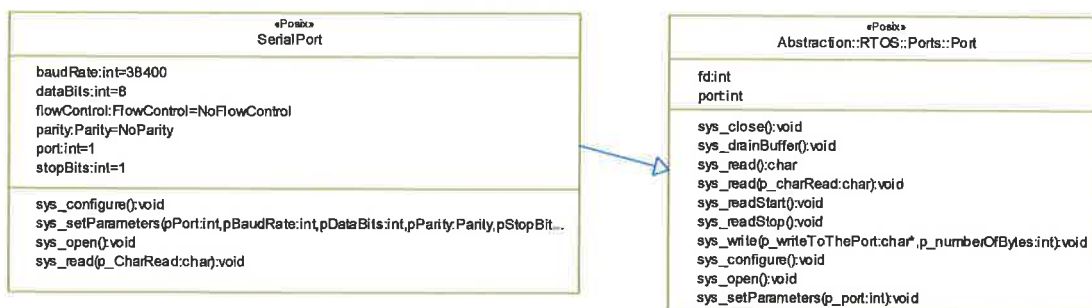 «Posix»
SerialPort
baudRate:int=38400
dataBits:int=8
flowControl:FlowControl=NoFlowControl
parity:Parity=NoParity
port:int=1
stopBits:int=1
sys_configure():void
sys_setParameters(pPort:int,pBaudRate:int,pDataBits:int,pParity:Parity,pStopBit...
sys_open():void
sys_read(p_CharRead:char):void
«Posix»
Abstraction::RTOS::Ports::Port
fd:int
port:int
sys_close():void
sys_drainBuffer():void
sys_read():char
sys_read(p_charRead:char):void
sys_readStart():void
sys_readStop():void
sys_write(p_writeToThePort:char*,p_numberOfBytes:int):void
sys_configure():void
sys_open():void
sys_setParameters(p_port:int):void